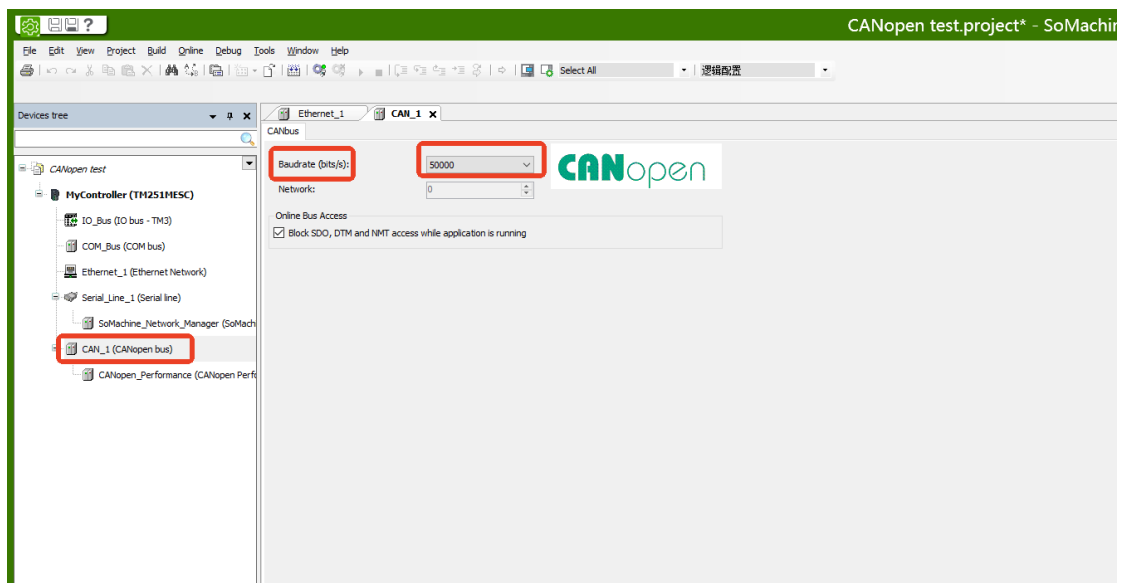 ?
CANopen test.project* - SoMachin
File Edit View Project Build Online Debug Tools Window Help
Select All 逻辑配置
Devices tree
Ethernet_1 CAN_1
CANbus
CANopen test
MyController (TM251MESC)
IO_Bus (IO bus - TM3)
COM_Bus (COM bus)
Ethernet_1 (Ethernet Network)
Serial_Line_1 (Serial line)
SoMachine_Network_Manager (SoMach
CAN_1 (CANopen bus)
CANopen_Performance (CANopen Perf
Baudrate (bits/s): 50000
CANopen
Network: 0
Online Bus Access
Block SDO, DTM and NMT access while application is running